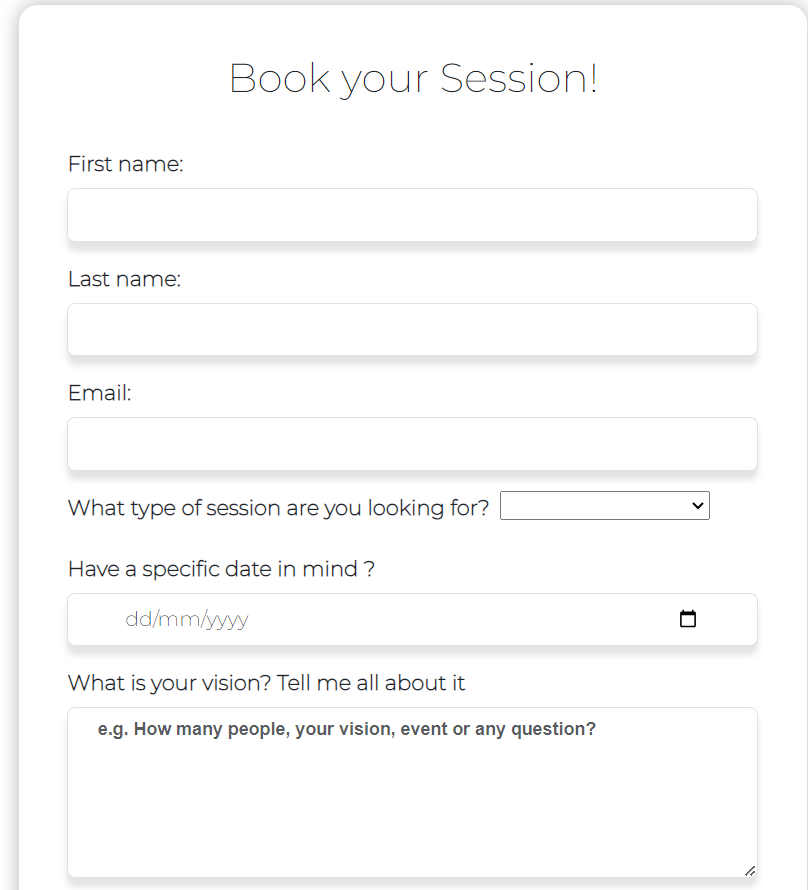 Book your Session!
First name:
Last name:
Email:
What type of session are you looking for?
Have a specific date in mind ?
dd/mm/yyyy
What is your vision? Tell me all about it
e.g. How many people, your vision, event or any question?